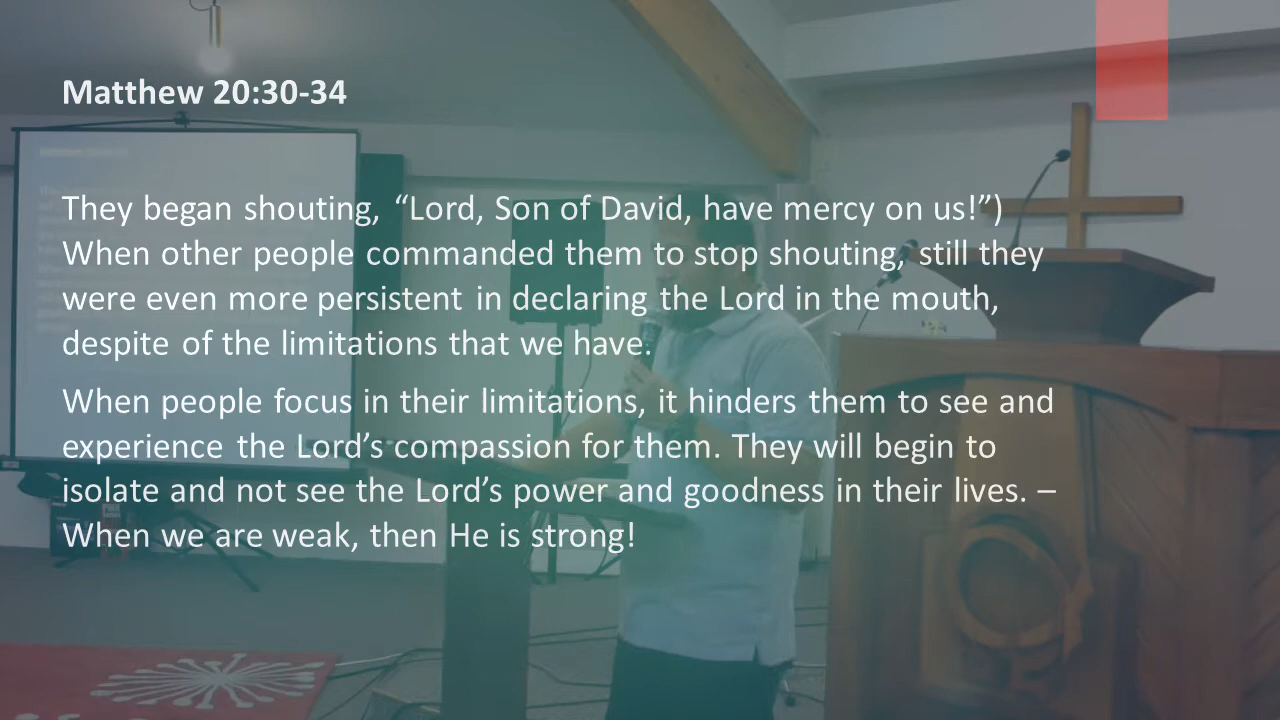 Matthew 20:30-34
They began shouting, “Lord, Son of David, have mercy on us!”)
When other people commanded them to stop shouting, still they
were even more persistent in declaring the Lord in the mouth,
despite of the limitations that we have.
When people focus in their limitations, it hinders them to see and
experience the Lord’s compassion for them. They will begin to
isolate and not see the Lord’s power and goodness in their lives. –
When we are weak, then He is strong!